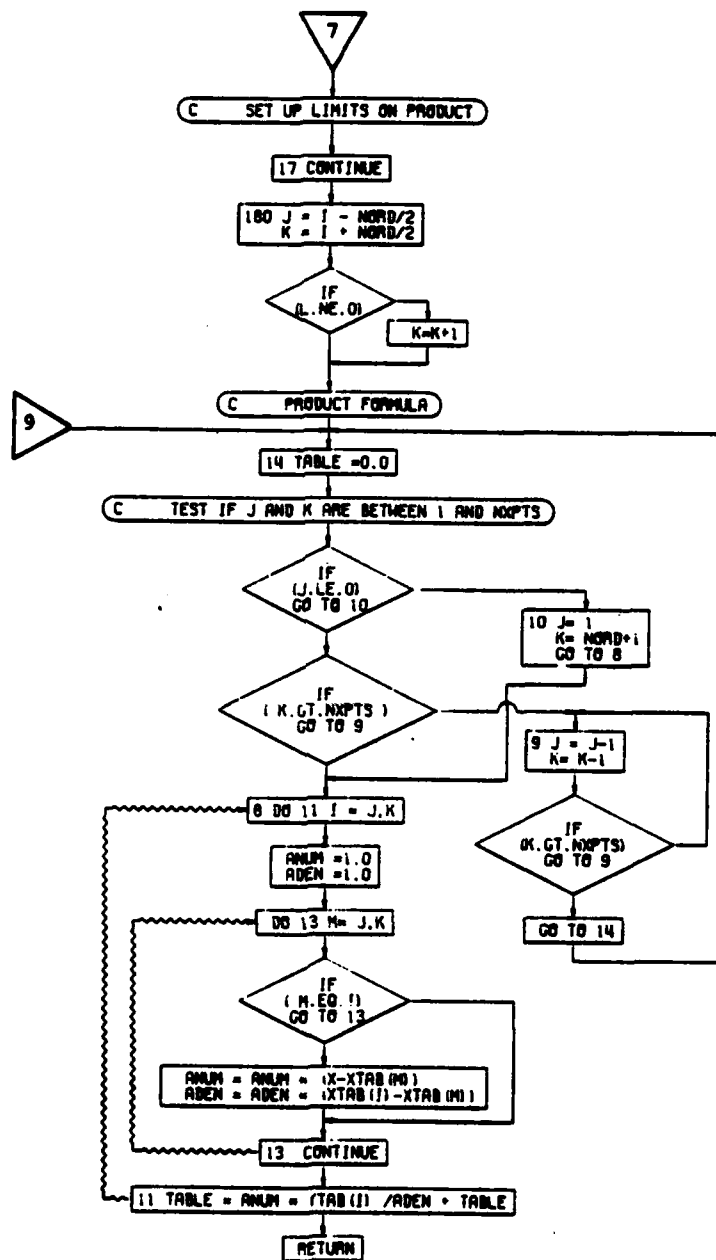 7
C SET UP LIMITS ON PRODUCT
17 CONTINUE
180 J = I - NORD/2
K = I + NORD/2
IF
(L.NE.0)
K=K+1
C PRODUCT FORMULA
9
14 TABLE =0.0
C TEST IF J AND K ARE BETWEEN 1 AND NXPTS
IF
(J.LE.0)
GO TO 10
10 J= 1
K= NORD+1
GO TO 8
IF
( K.GT.NXPTS )
GO TO 9
9 J = J-1
K= K-1
IF
(K.GT.NXPTS)
GO TO 9
GO TO 14
8 DO 11 I = J,K
ANUM =1.0
ADEN =1.0
DO 13 M= J,K
IF
( M.EQ.I)
GO TO 13
ANUM = ANUM * (X-XTAB(M))
ADEN = ADEN * (XTAB(I)-XTAB(M))
13 CONTINUE
11 TABLE = ANUM * FTAB(I) /ADEN + TABLE
RETURN